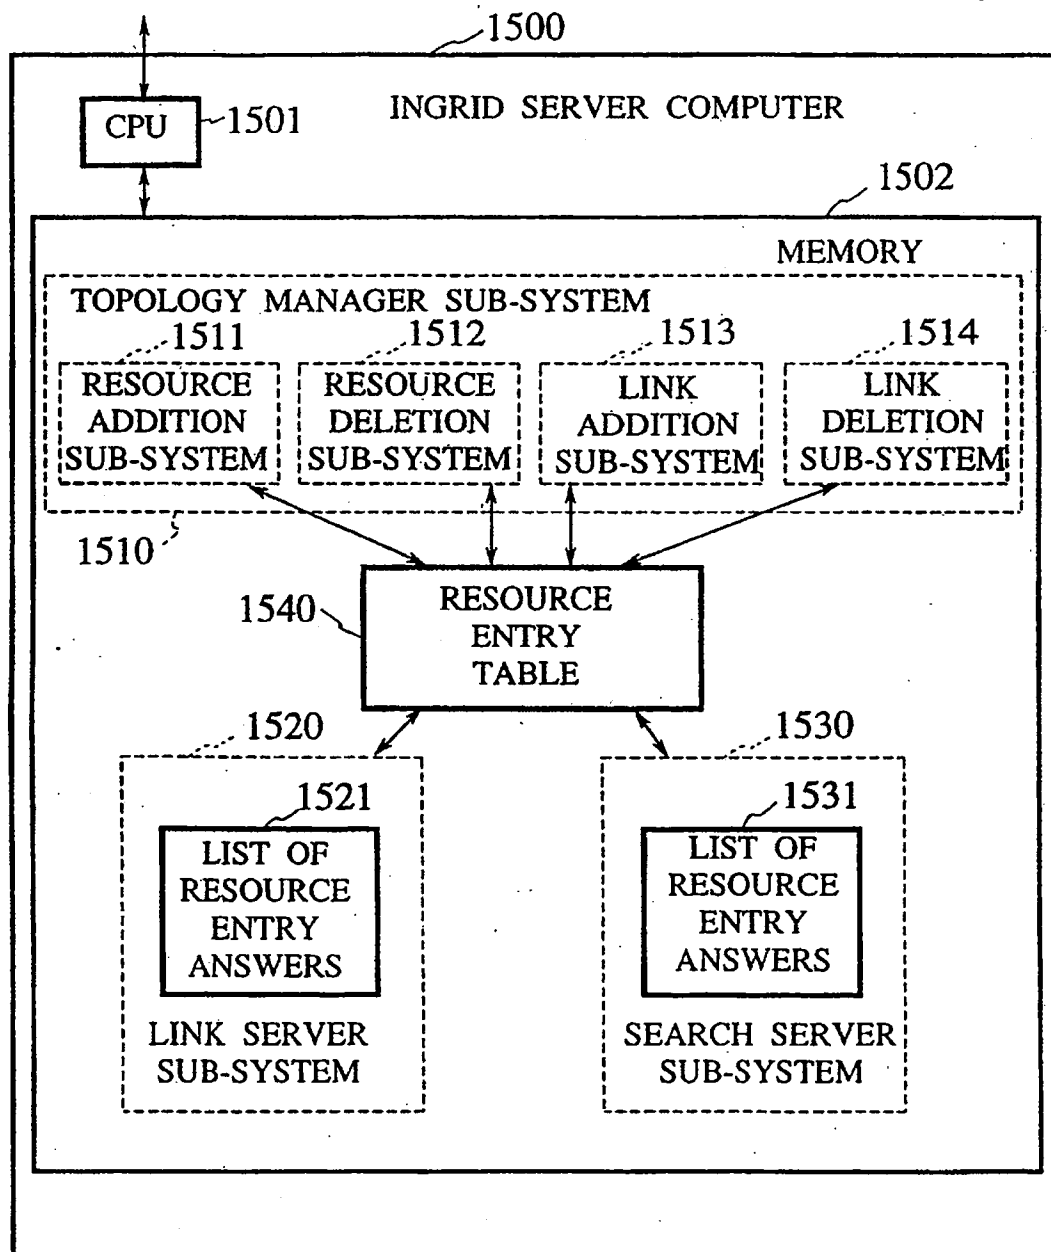 1500
CPU
1501
INGRID SERVER COMPUTER
1502
MEMORY
TOPOLOGY MANAGER SUB-SYSTEM
1511
1512
1513
1514
RESOURCE
ADDITION
SUB-SYSTEM
RESOURCE
DELETION
SUB-SYSTEM
LINK
ADDITION
SUB-SYSTEM
LINK
DELETION
SUB-SYSTEM
1510
1540
RESOURCE
ENTRY
TABLE
1520
1530
1521
LIST OF
RESOURCE
ENTRY
ANSWERS
LINK SERVER
SUB-SYSTEM
1531
LIST OF
RESOURCE
ENTRY
ANSWERS
SEARCH SERVER
SUB-SYSTEM